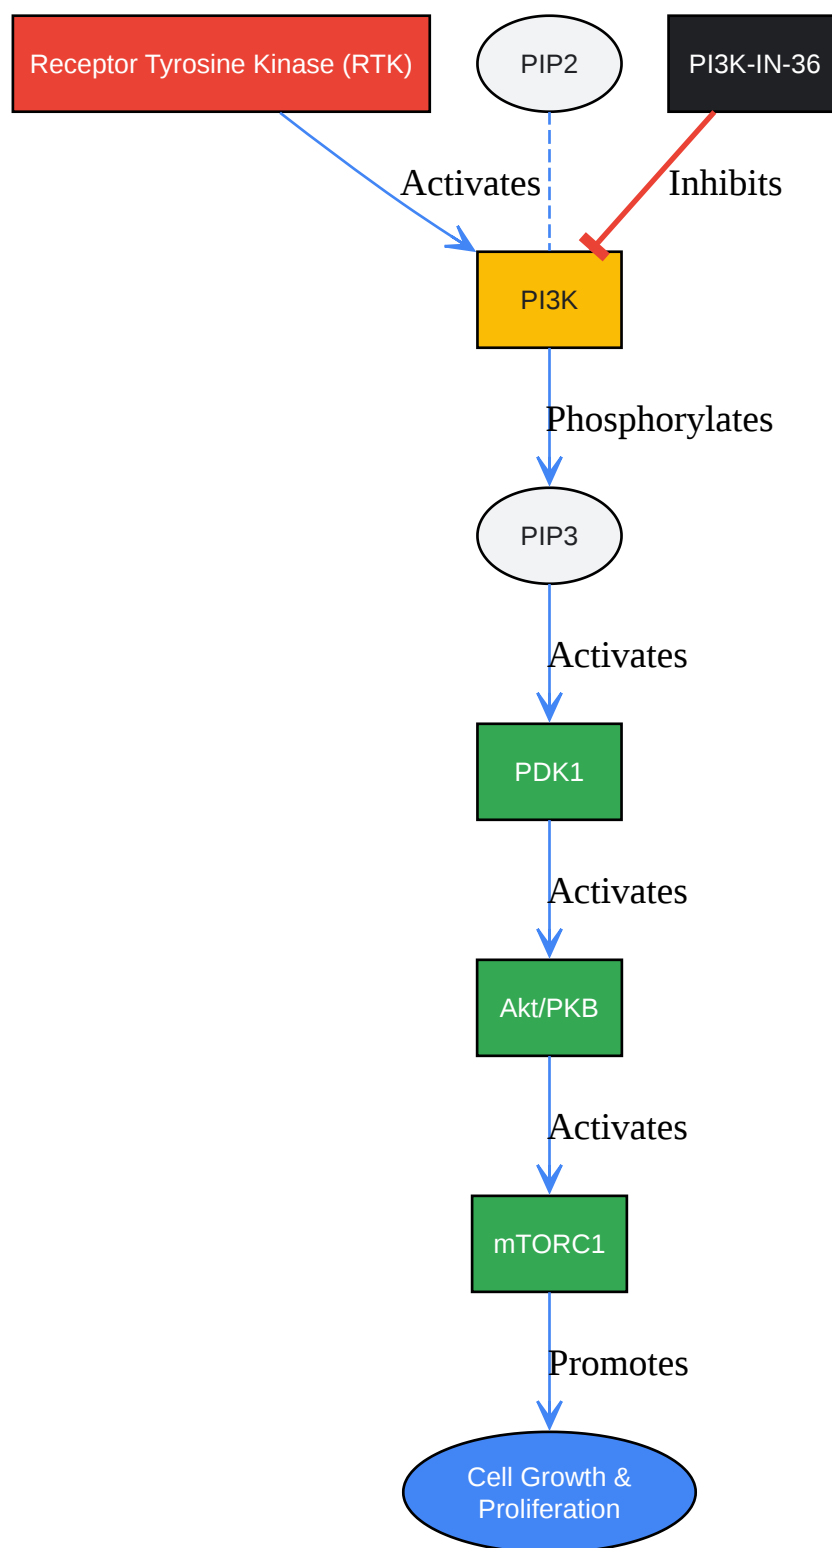 Receptor Tyrosine Kinase (RTK)
PIP2
PI3K-IN-36
Activates
Inhibits
PI3K
Phosphorylates
PIP3
Activates
PDK1
Activates
Akt/PKB
Activates
mTORC1
Promotes
Cell Growth &
Proliferation